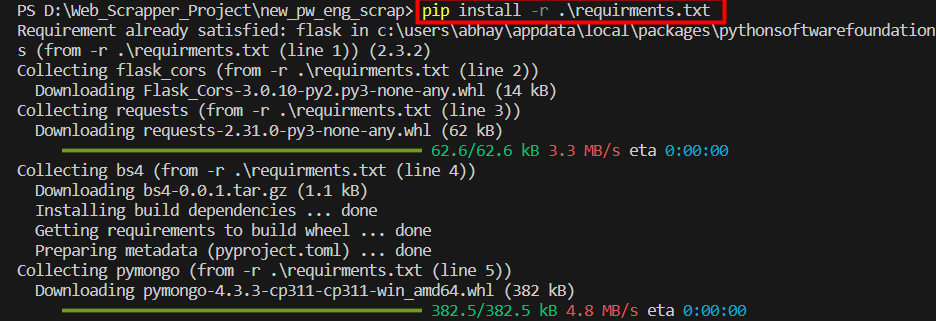 PS D:\Web_Scrapper_Project\new_pw_eng_scrap> pip install -r .\requirments.txt
Requirement already satisfied: flask in c:\users\abhay\appdata\local\packages\pythonsoftwarefoundation
s (from -r .\requirments.txt (line 1)) (2.3.2)
Collecting flask_cors (from -r .\requirments.txt (line 2))
  Downloading Flask_Cors-3.0.10-py2.py3-none-any.whl (14 kB)
Collecting requests (from -r .\requirments.txt (line 3))
  Downloading requests-2.31.0-py3-none-any.whl (62 kB)
62.6/62.6 kB 3.3 MB/s eta 0:00:00
Collecting bs4 (from -r .\requirments.txt (line 4))
  Downloading bs4-0.0.1.tar.gz (1.1 kB)
  Installing build dependencies ... done
  Getting requirements to build wheel ... done
  Preparing metadata (pyproject.toml) ... done
Collecting pymongo (from -r .\requirments.txt (line 5))
  Downloading pymongo-4.3.3-cp311-cp311-win_amd64.whl (382 kB)
382.5/382.5 kB 4.8 MB/s eta 0:00:00